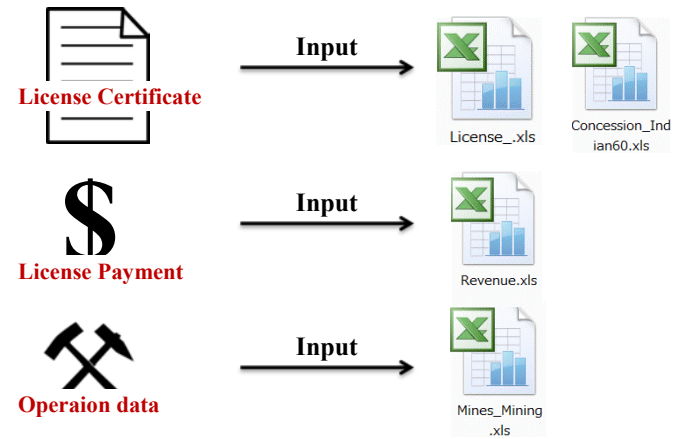 Input
License Certificate
License_.xls
Concession_Ind
ian60.xls
Input
License Payment
Revenue.xls
Input
Operaion data
Mines_Mining
.xls